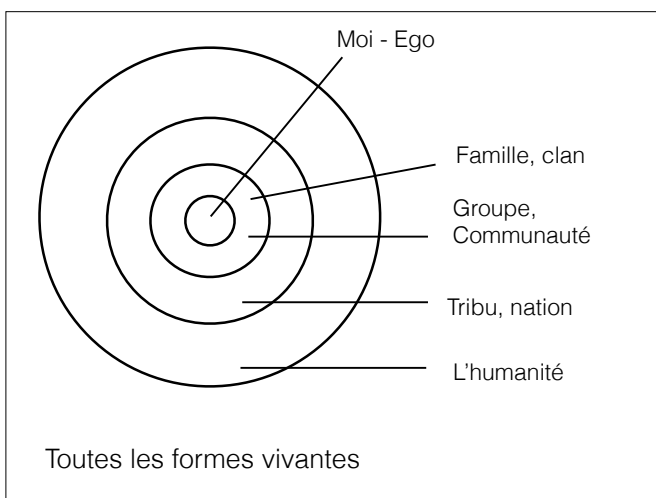 Moi - Ego
Famille, clan
Groupe,
Communauté
Tribu, nation
L'humanité
Toutes les formes vivantes